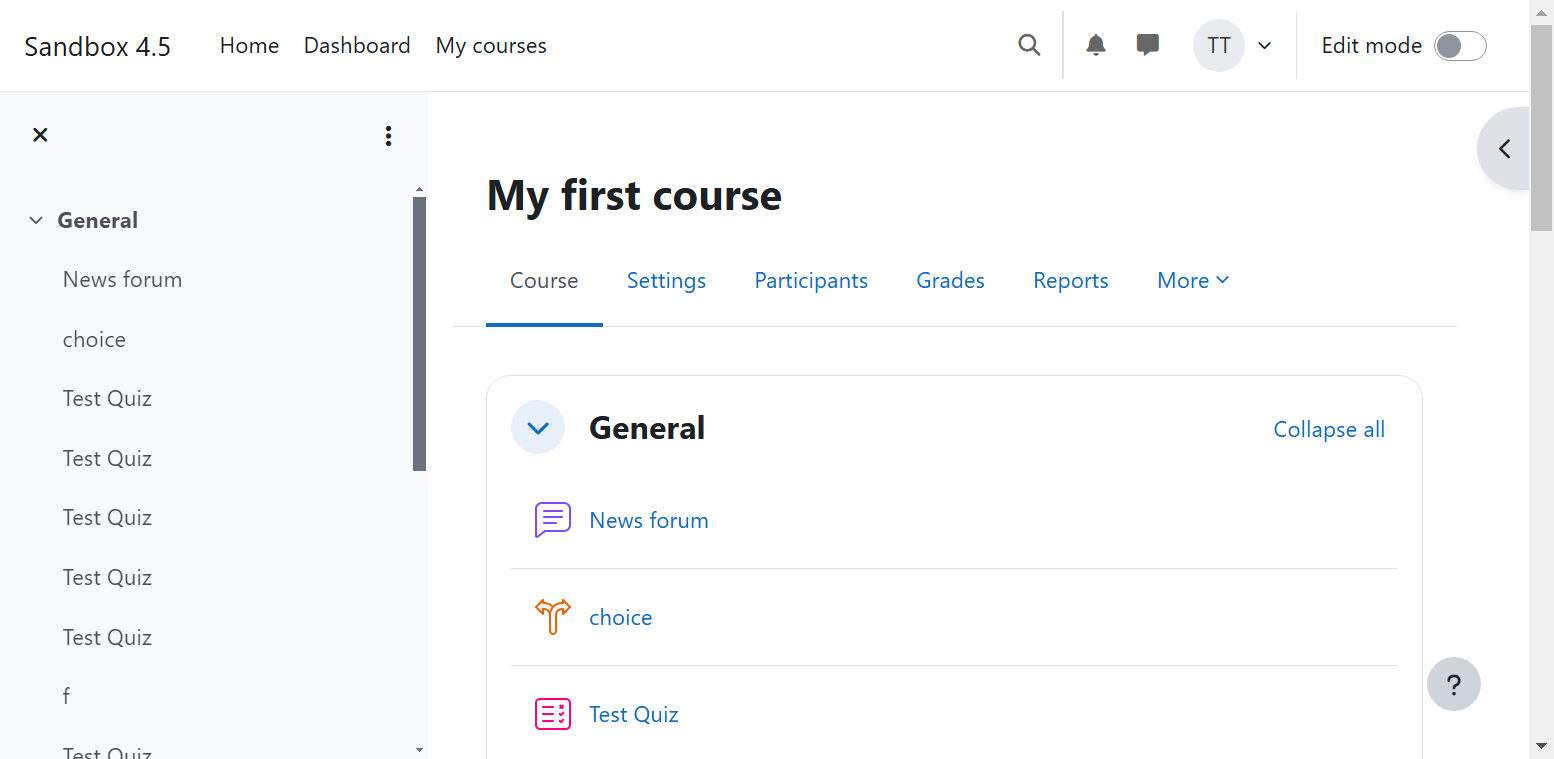 Sandbox 4.5 Home Dashboard My courses TT Edit mode
General
News forum
choice
Test Quiz
Test Quiz
Test Quiz
Test Quiz
Test Quiz
f
Test Quiz
My first course
Course Settings Participants Grades Reports More
General Collapse all
News forum
choice
Test Quiz
?